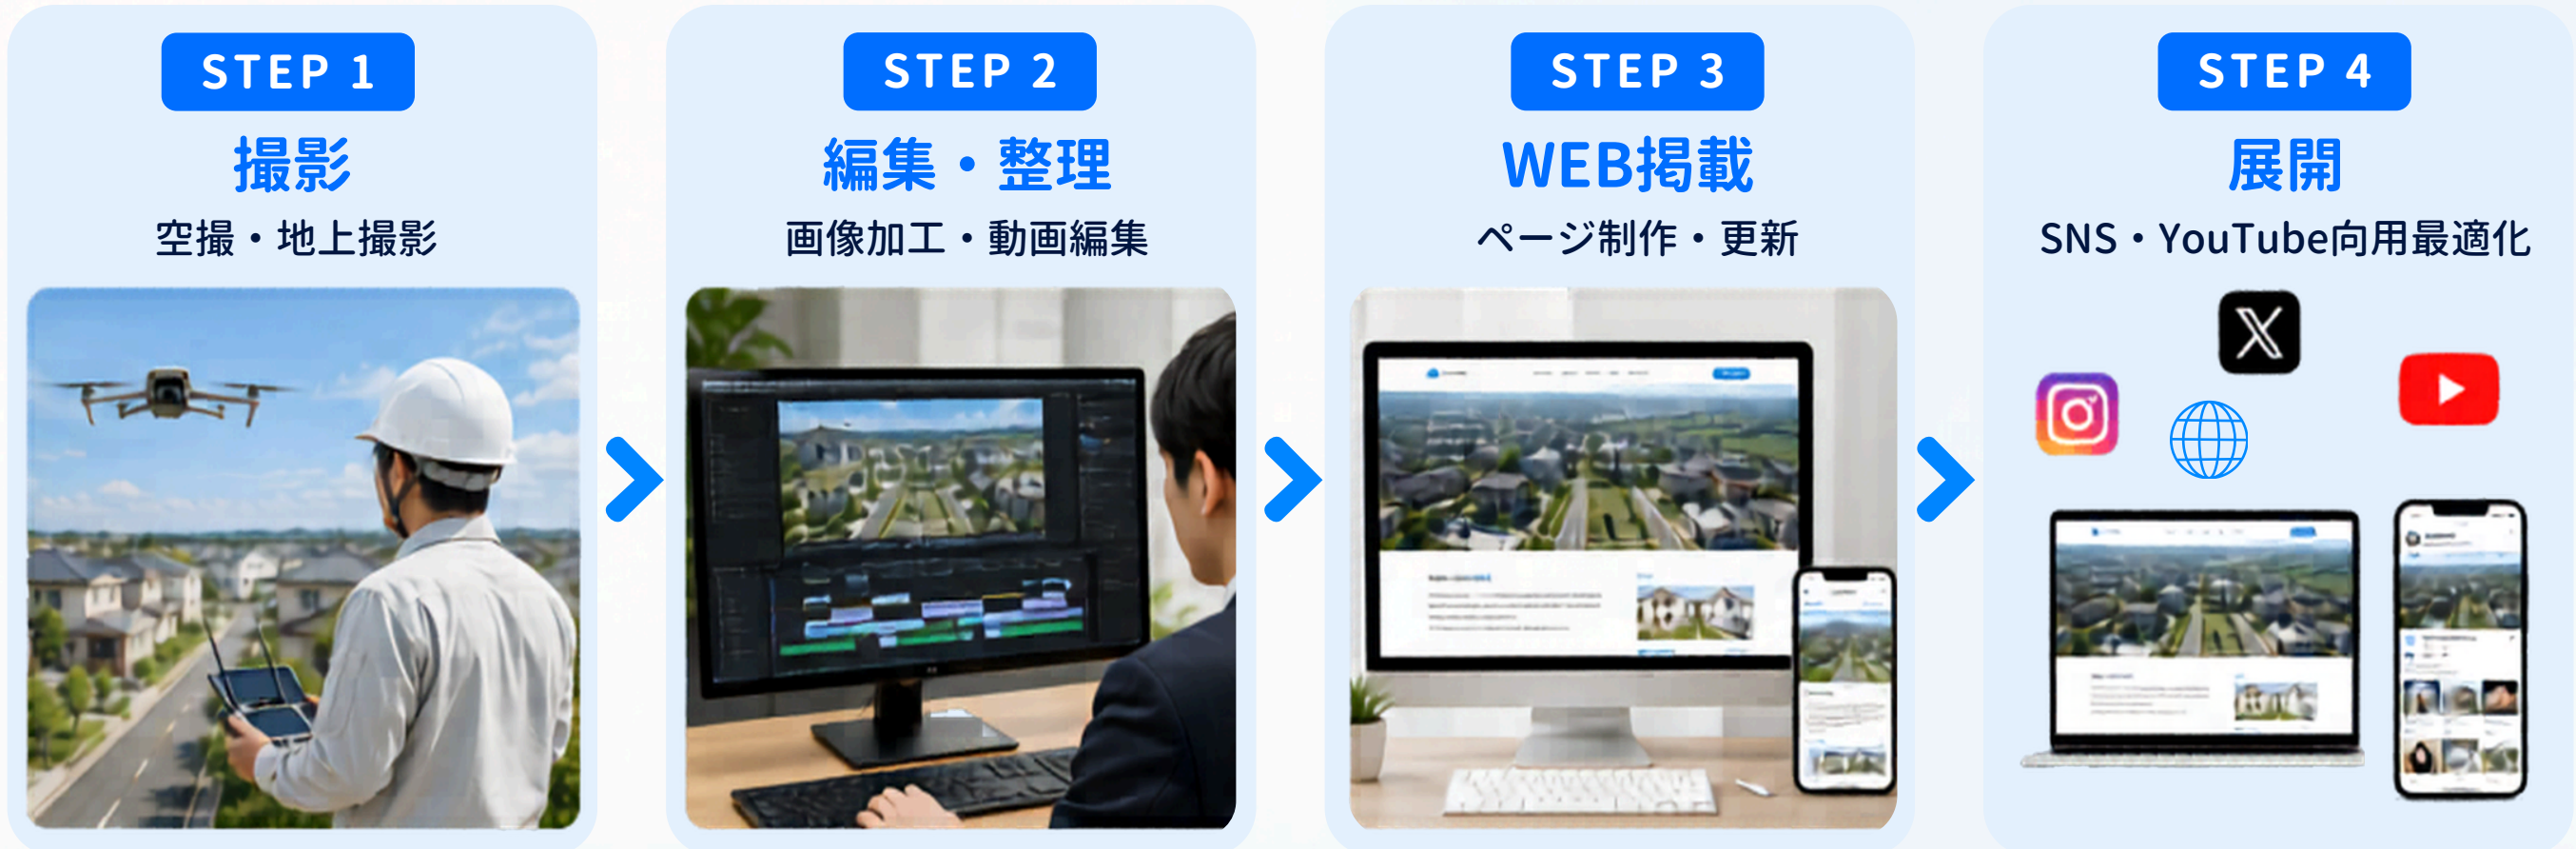 STEP 1
撮影
空撮・地上撮影
STEP 2
編集・整理
画像加工・動画編集
STEP 3
WEB掲載
ページ制作・更新
STEP 4
展開
SNS・YouTube向用最適化